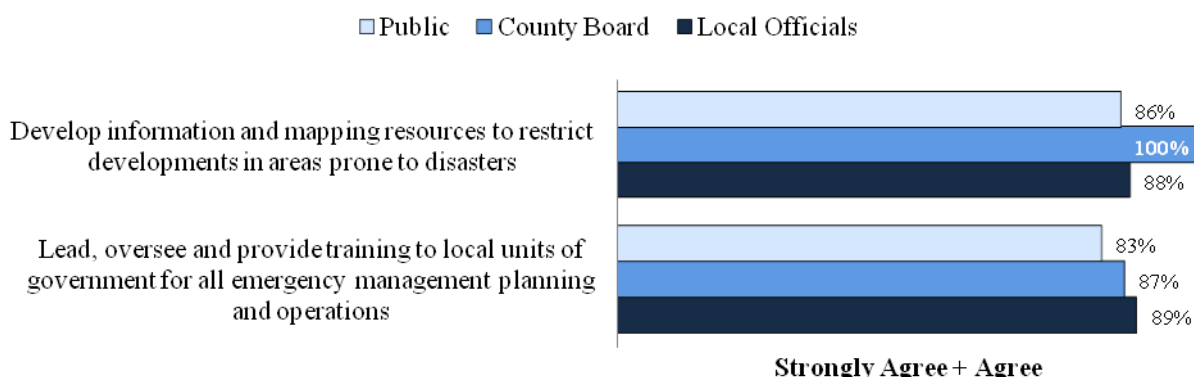 Public County Board Local Officials
Develop information and mapping resources to restrict
developments in areas prone to disasters
86%
100%
88%
Lead, oversee and provide training to local units of
government for all emergency management planning
and operations
83%
87%
89%
Strongly Agree + Agree